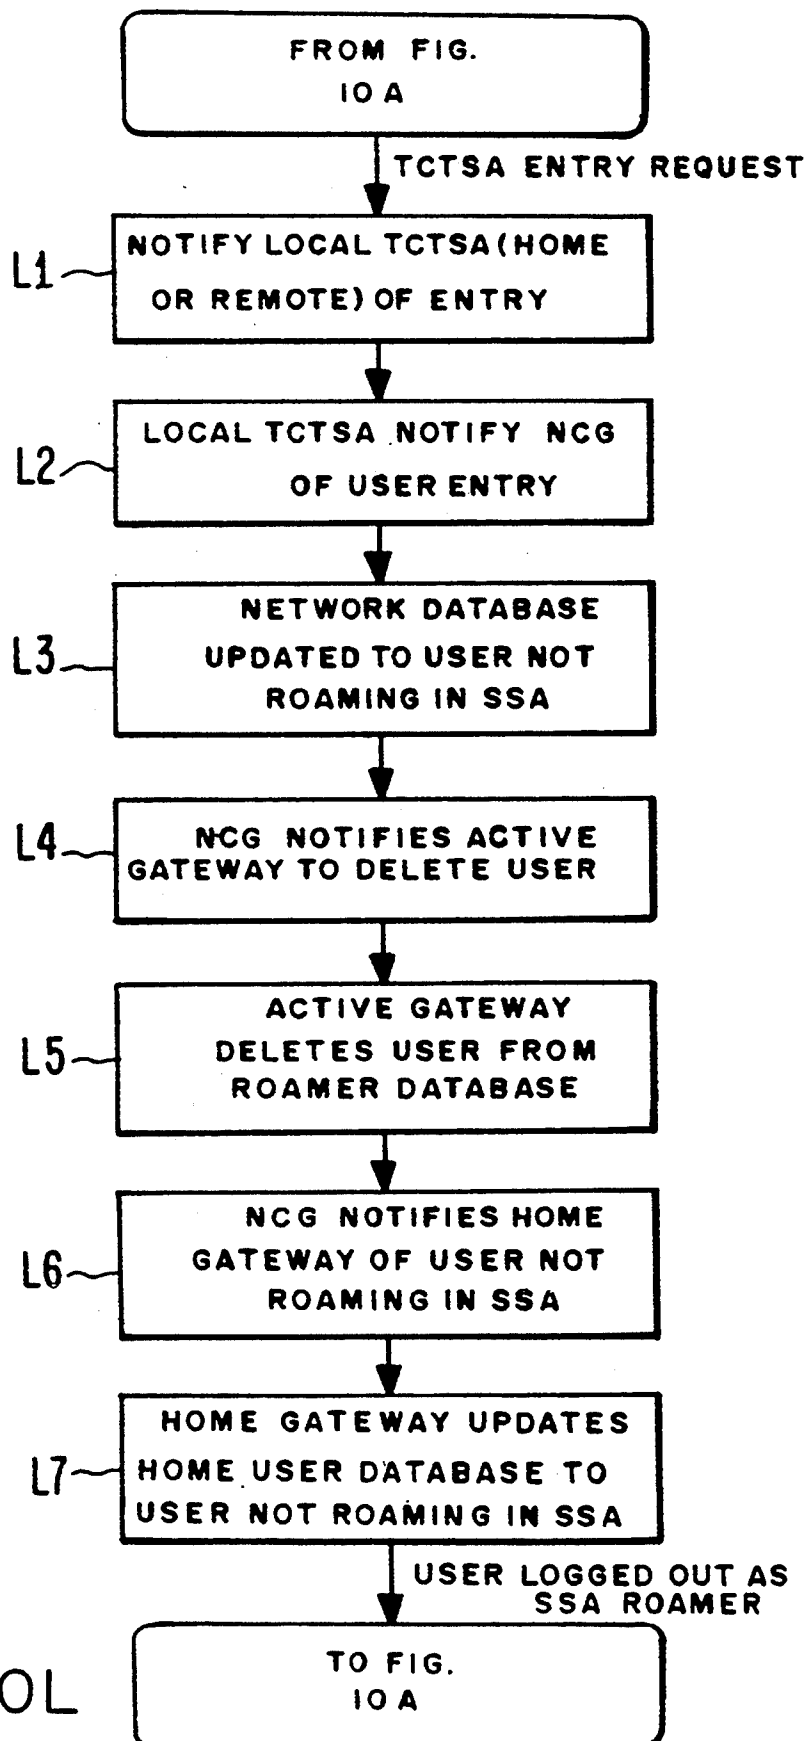 FROM FIG.
10A
TCTSA ENTRY REQUEST
L1
NOTIFY LOCAL TCTSA (HOME
OR REMOTE) OF ENTRY
L2
LOCAL TCTSA NOTIFY NCG
OF USER ENTRY
L3
NETWORK DATABASE
UPDATED TO USER NOT
ROAMING IN SSA
L4
NCG NOTIFIES ACTIVE
GATEWAY TO DELETE USER
L5
ACTIVE GATEWAY
DELETES USER FROM
ROAMER DATABASE
L6
NCG NOTIFIES HOME
GATEWAY OF USER NOT
ROAMING IN SSA
L7
HOME GATEWAY UPDATES
HOME USER DATABASE TO
USER NOT ROAMING IN SSA
USER LOGGED OUT AS
SSA ROAMER
TO FIG.
10A
OL